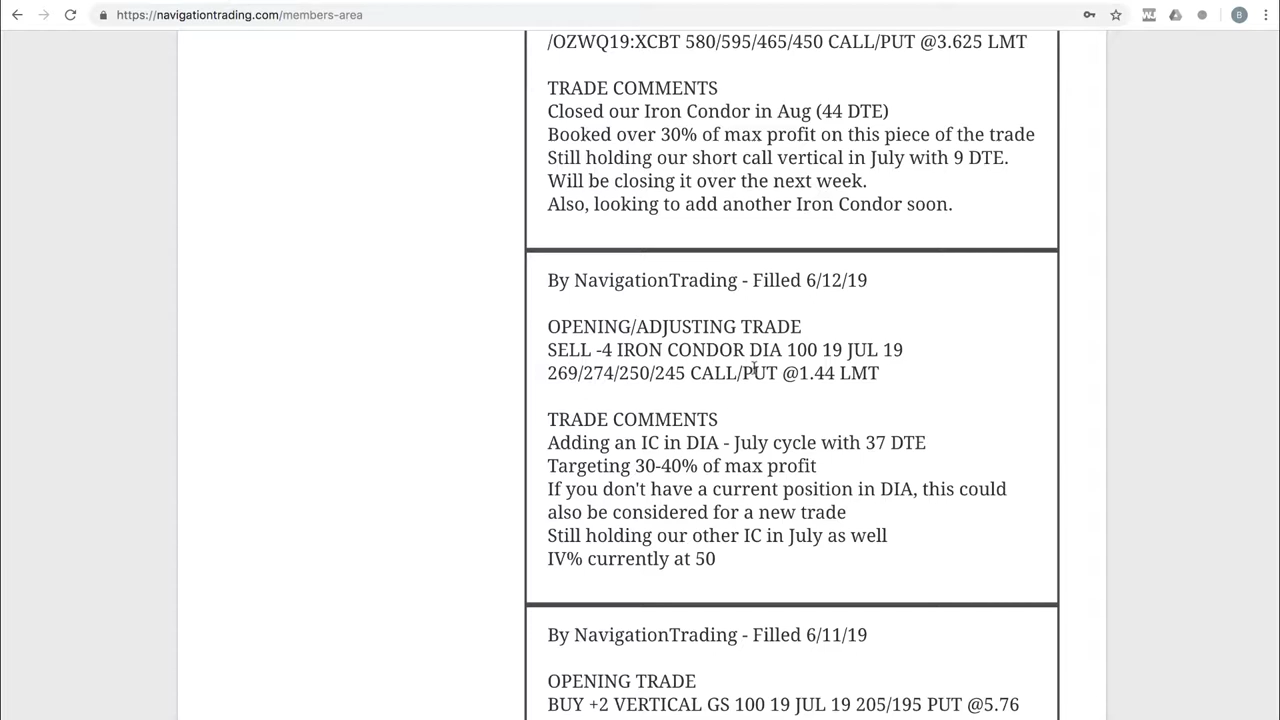 https://navigationtrading.com/members-area
B
/OZWQ19:XCBT 580/595/465/450 CALL/PUT @3.625 LMT
TRADE COMMENTS
Closed our Iron Condor in Aug (44 DTE)
Booked over 30% of max profit on this piece of the trade
Still holding our short call vertical in July with 9 DTE.
Will be closing it over the next week.
Also, looking to add another Iron Condor soon.
By NavigationTrading - Filled 6/12/19
OPENING/ADJUSTING TRADE
SELL -4 IRON CONDOR DIA 100 19 JUL 19
269/274/250/245 CALL/PUT @1.44 LMT
TRADE COMMENTS
Adding an IC in DIA - July cycle with 37 DTE
Targeting 30-40% of max profit
If you don't have a current position in DIA, this could
also be considered for a new trade
Still holding our other IC in July as well
IV% currently at 50
By NavigationTrading - Filled 6/11/19
OPENING TRADE
BUY +2 VERTICAL GS 100 19 JUL 19 205/195 PUT @5.76